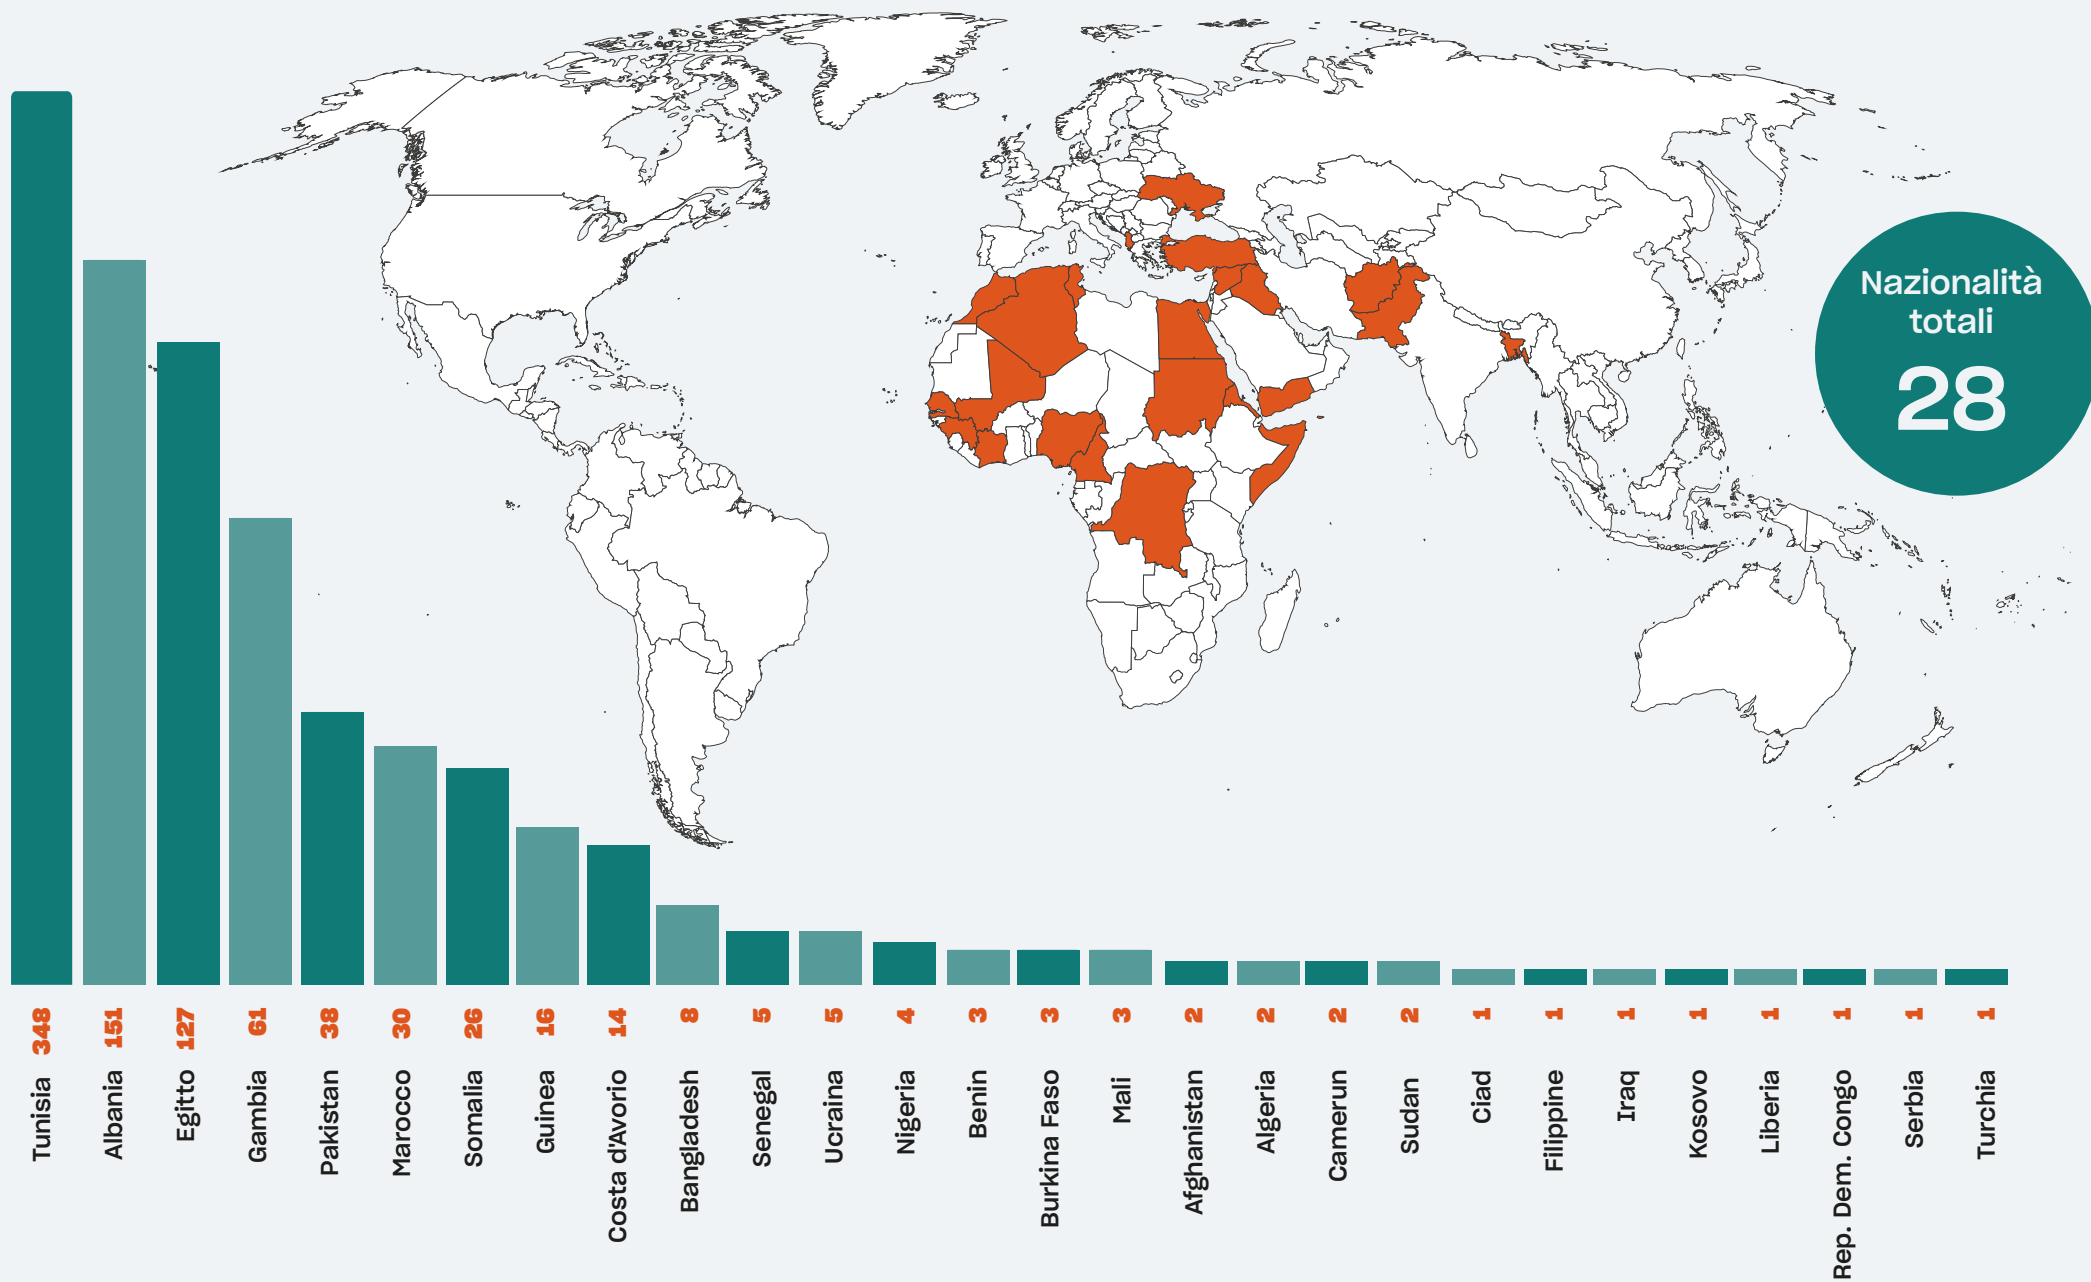 Nazionalità
totali
28
Tunisia 348
Albania 151
Egitto 127
Gambia 61
Pakistan 38
Marocco 30
Somalia 26
Guinea 16
Costa d'Avorio 14
Bangladesh 8
Senegal 5
Ucraina 5
Nigeria 4
Benin 3
Burkina Faso 3
Mali 3
Afghanistan 2
Algeria 2
Camerun 2
Sudan 2
Ciad 1
Filippine 1
Iraq 1
Kosovo 1
Liberia 1
Rep. Dem. Congo 1
Serbia 1
Turchia 1